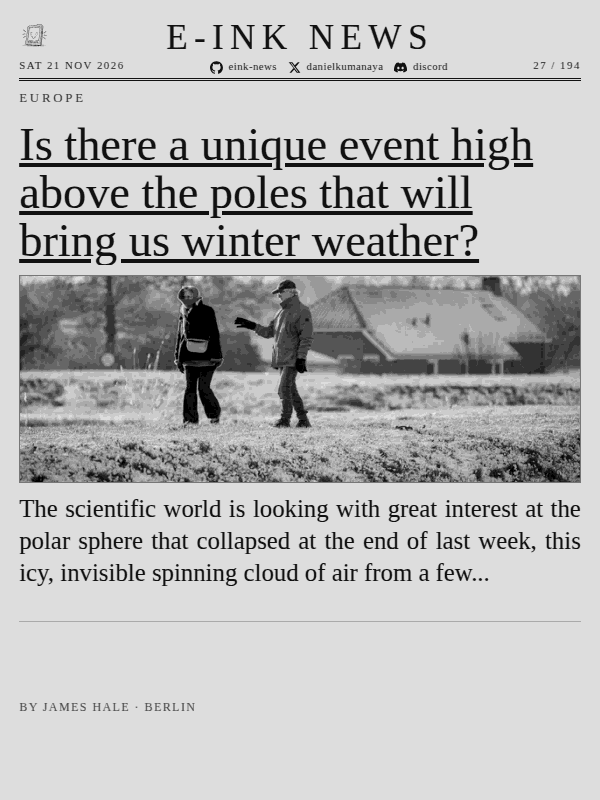 E-INK NEWS
SAT 21 NOV 2026
eink-news danielkumanaya discord
27 / 194
EUROPE
Is there a unique event high
above the poles that will
bring us winter weather?
The scientific world is looking with great interest at the
polar sphere that collapsed at the end of last week, this
icy, invisible spinning cloud of air from a few...
BY JAMES HALE · BERLIN